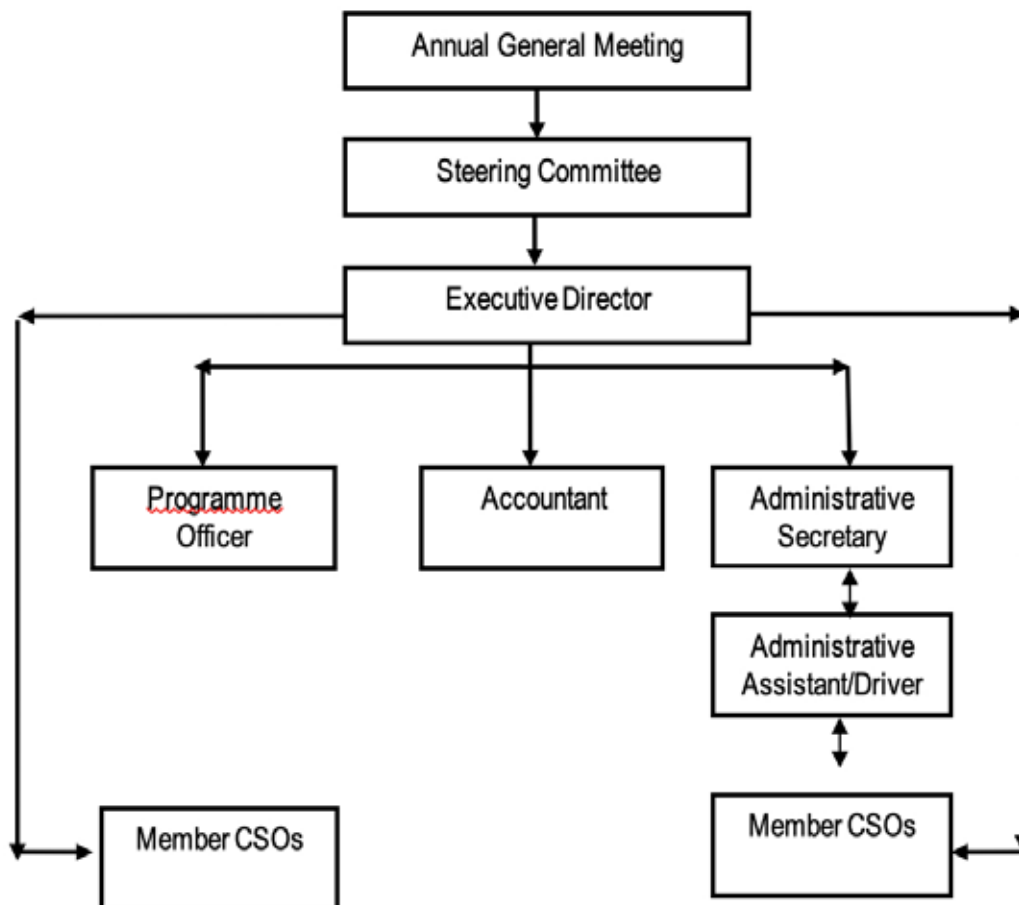 Annual General Meeting
Steering Committee
Executive Director
Programme
Officer
Accountant
Administrative
Secretary
Administrative
Assistant/Driver
Member CSOs
Member CSOs